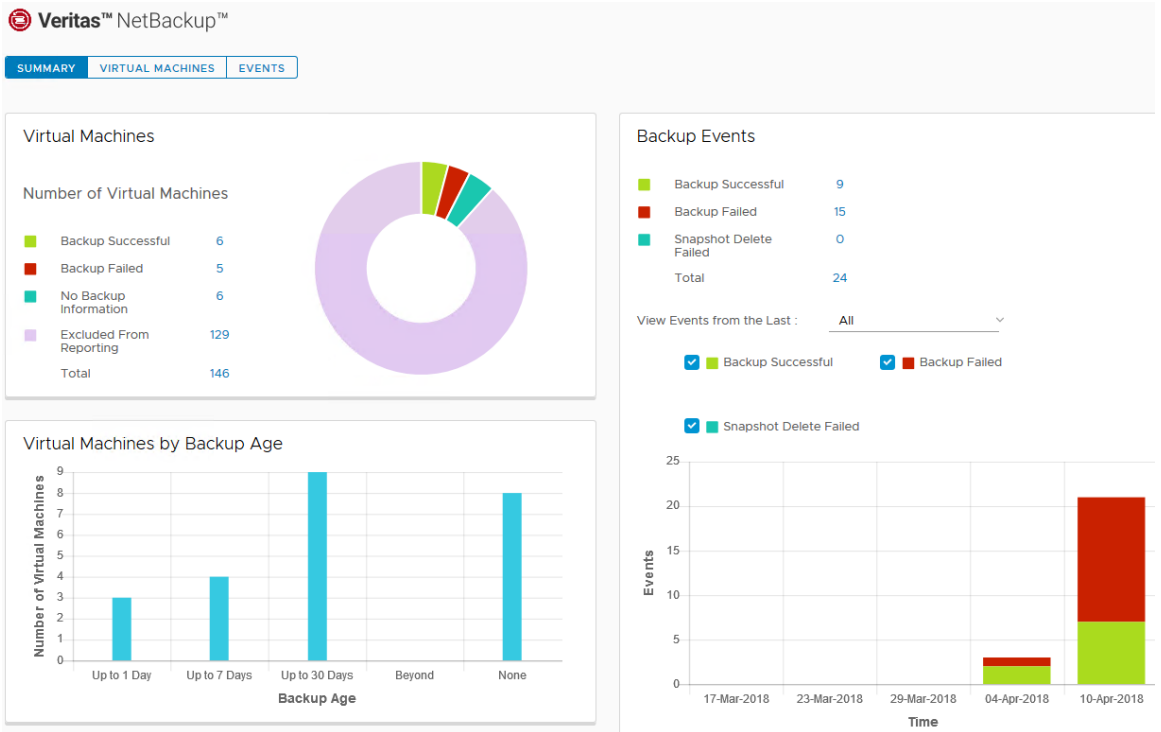 Veritas™ NetBackup™
SUMMARY VIRTUAL MACHINES EVENTS
Virtual Machines
Number of Virtual Machines
Backup Successful 6
Backup Failed 5
No Backup
Information 6
Excluded From
Reporting 129
Total 146
Virtual Machines by Backup Age
Number of Virtual Machines
9
8
7
6
5
4
3
2
1
0
Up to 1 Day Up to 7 Days Up to 30 Days Beyond None
Backup Age
Backup Events
Backup Successful 9
Backup Failed 15
Snapshot Delete
Failed 0
Total 24
View Events from the Last : All
Backup Successful Backup Failed
Snapshot Delete Failed
Events
25
20
15
10
5
0
17-Mar-2018 23-Mar-2018 29-Mar-2018 04-Apr-2018 10-Apr-2018
Time